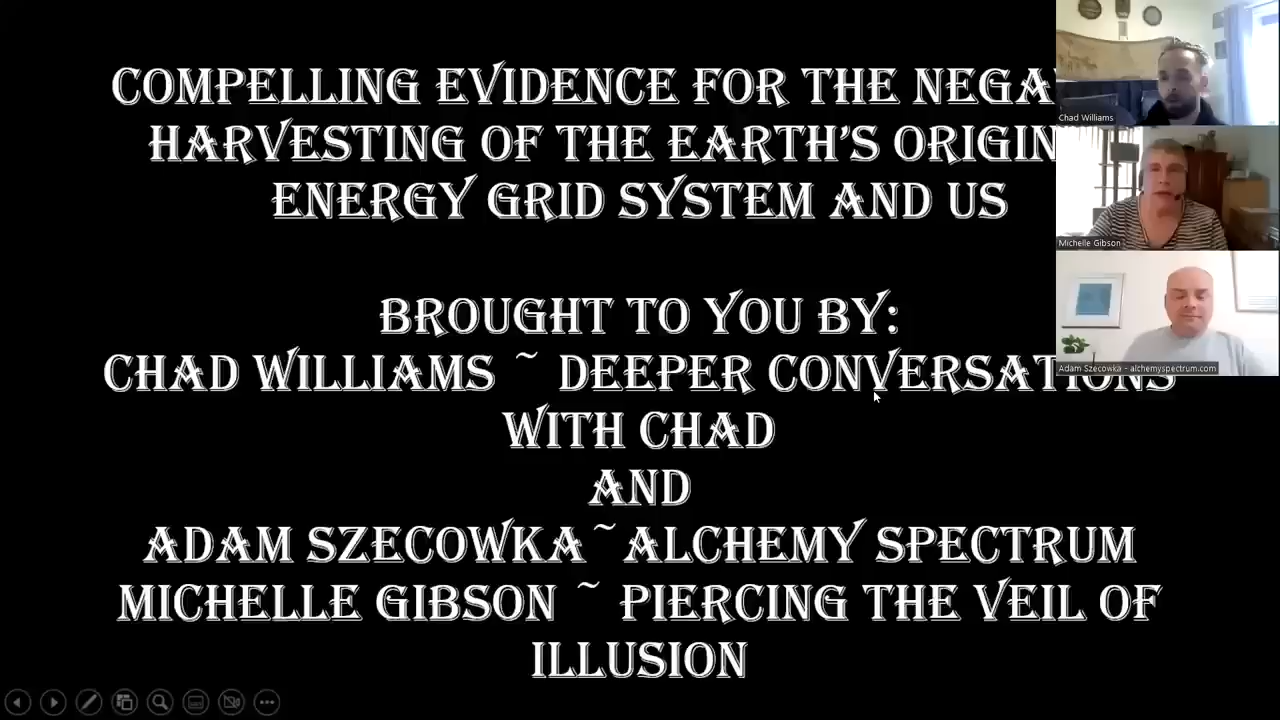 COMPELLING EVIDENCE FOR THE NEGA
HARVESTING OF THE EARTH'S ORIGIN
ENERGY GRID SYSTEM AND US
BROUGHT TO YOU BY:
CHAD WILLIAMS ~ DEEPER CONVERSATIONS
WITH CHAD
AND
ADAM SZECOWKA ~ ALCHEMY SPECTRUM
MICHELLE GIBSON ~ PIERCING THE VEIL OF
ILLUSION
Chad Williams
Michelle Gibson
Adam Szecowka - alchemyspectrum.com